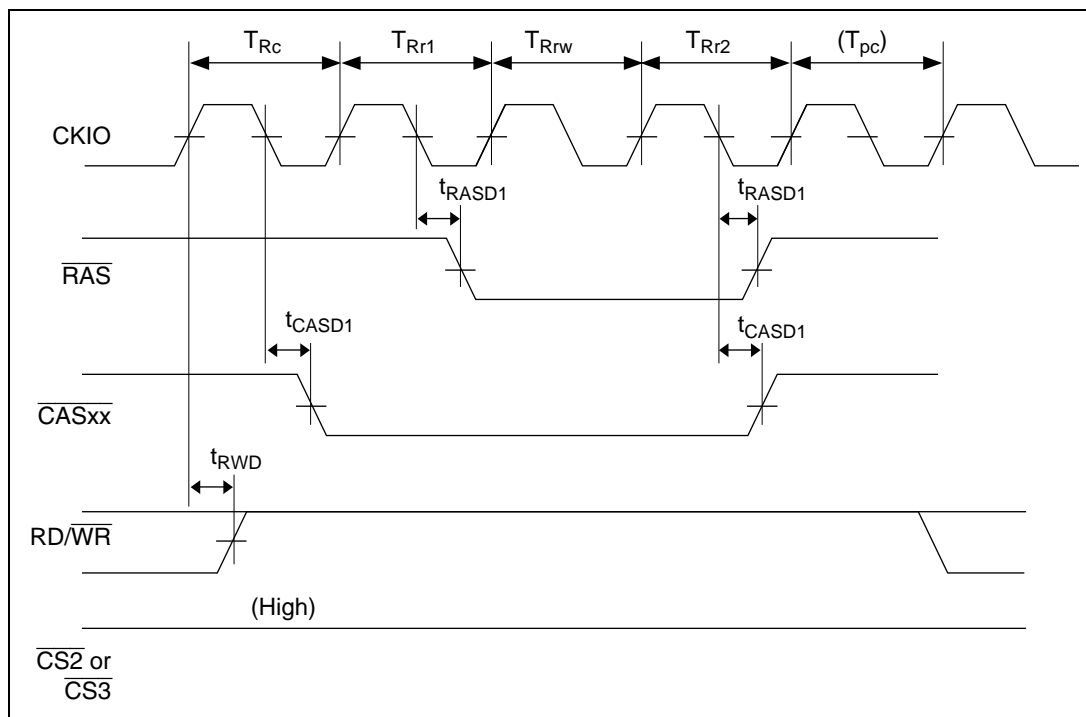 TRc TRr1 TRrw TRr2 (Tpc)
CKIO
tRASD1 tRASD1
RAS
tCASD1 tCASD1
CASxx
tRWD
RD/WR
(High)
CS2 or
CS3